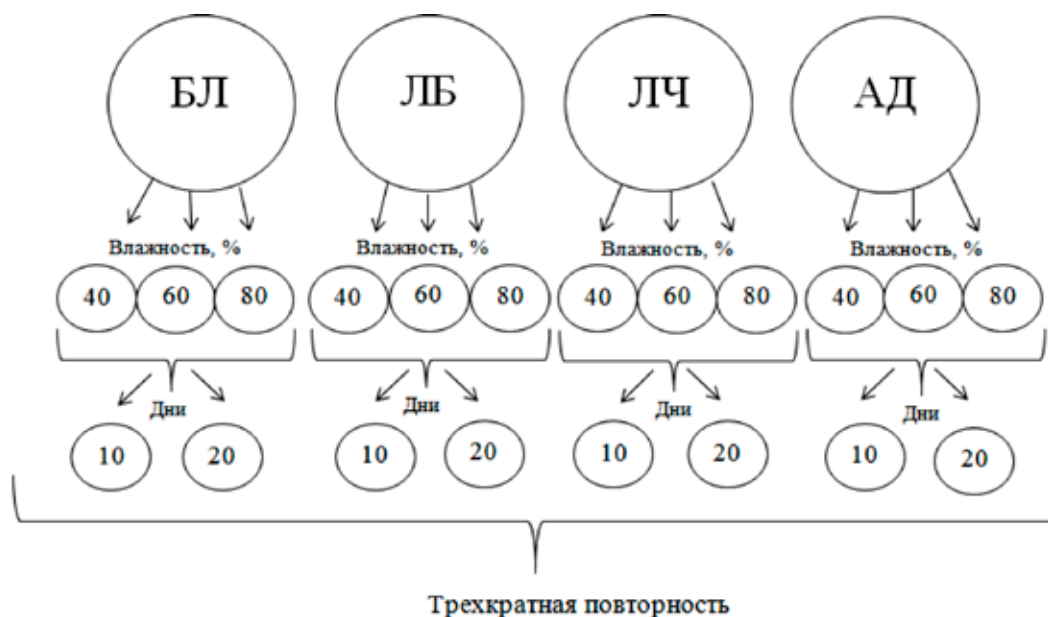 БЛ ЛБ ЛЧ АД
Влажность, % Влажность, % Влажность, % Влажность, %
40 60 80 40 60 80 40 60 80 40 60 80
Дни Дни Дни Дни
10 20 10 20 10 20 10 20
Трехкратная повторность